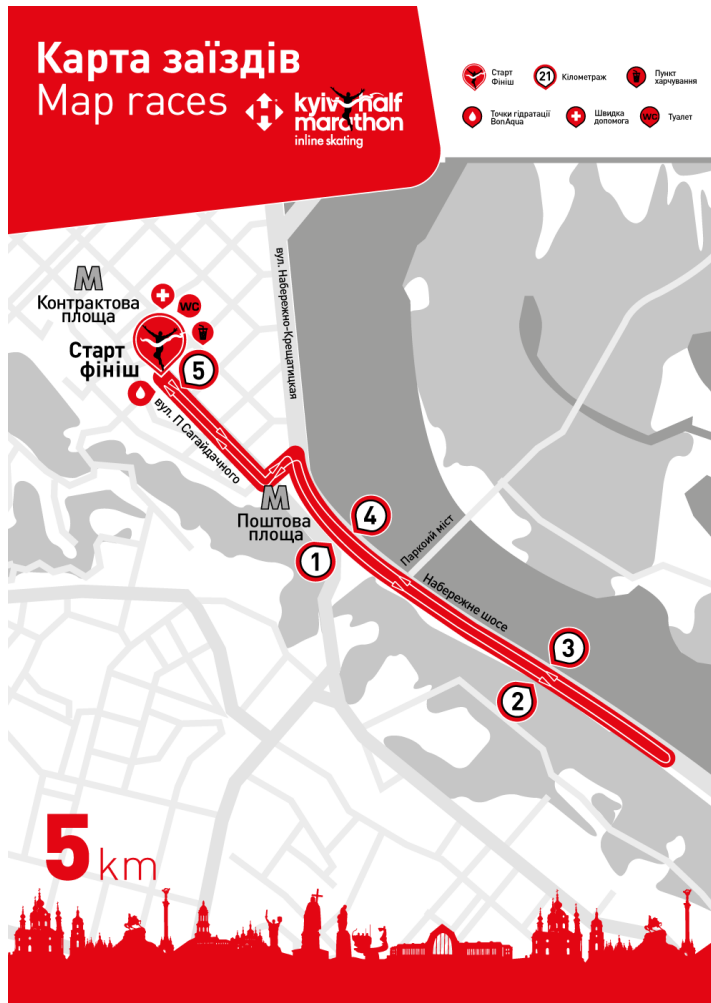 Карта заїздів
Map races
kyiv half
marathon
inline skating
Старт
Фініш
21
Кілометраж
Пункт
харчування
Точки гідратації
BonAqua
Швидка
допомога
WC
Туалет
вул. Набережно-Крещатицкая
М
Контрактова
площа
WC
Старт
фініш
5
вул. П Сагайдачного
М
Поштова
площа
4
1
Паркоий міст
Набережне шосе
3
2
5 km